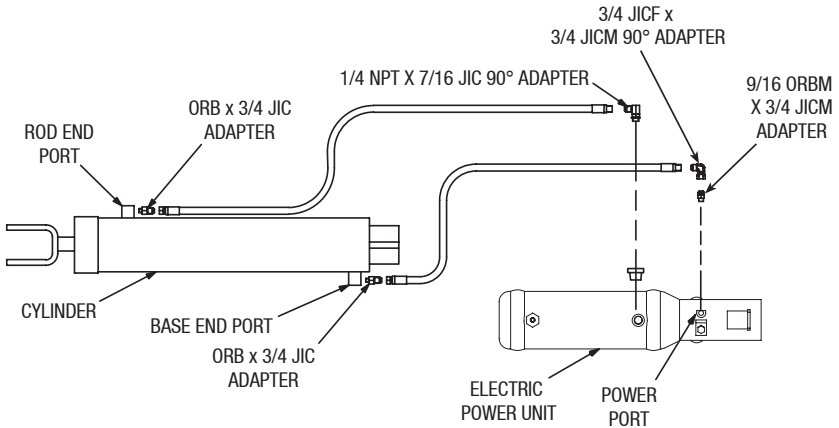 3/4 JICF x
3/4 JICM 90° ADAPTER
1/4 NPT X 7/16 JIC 90° ADAPTER
9/16 ORBM
X 3/4 JICM
ADAPTER
ORB x 3/4 JIC
ADAPTER
ROD END
PORT
CYLINDER
BASE END PORT
ORB x 3/4 JIC
ADAPTER
ELECTRIC
POWER UNIT
POWER
PORT